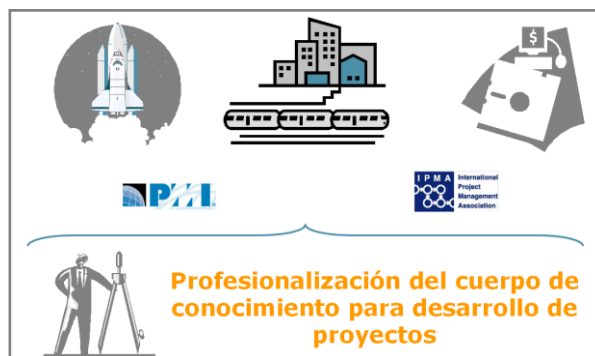 $
PMI
IPMA
International
Project
Management
Association
Profesionalización del cuerpo de
conocimiento para desarrollo de
proyectos